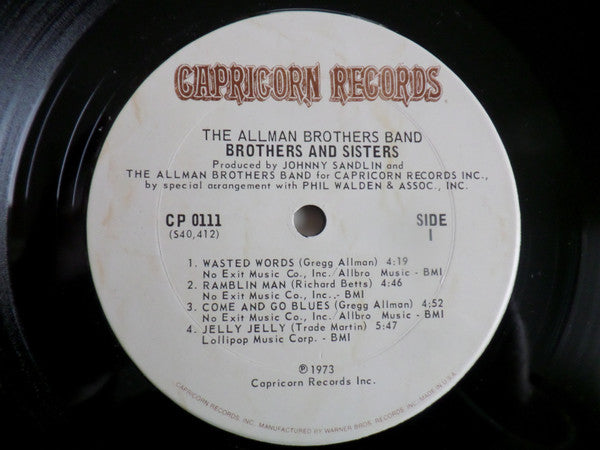 CAPRICORN RECORDS
THE ALLMAN BROTHERS BAND
BROTHERS AND SISTERS
Produced by JOHNNY SANDLIN and
THE ALLMAN BROTHERS BAND for CAPRICORN RECORDS INC.,
by special arrangement with PHIL WALDEN & ASSOC., INC.
CP 0111 SIDE
(S40,412) I
1. WASTED WORDS (Gregg Allman) 4:19
No Exit Music Co., Inc./Allbro Music - BMI
2. RAMBLIN MAN (Richard Betts) 4:46
No Exit Music Co., Inc.,- BMI
3. COME AND GO BLUES (Gregg Allman) 4:52
No Exit Music Co., Inc./Allbro Music - BMI
4. JELLY JELLY (Trade Martin) 5:47
Lollipop Music Corp. - BMI
℗ 1973
Capricorn Records Inc.
CAPRICORN RECORDS, INC. MANUFACTURED BY WARNER BROS. RECORDS INC. MADE IN U.S.A.